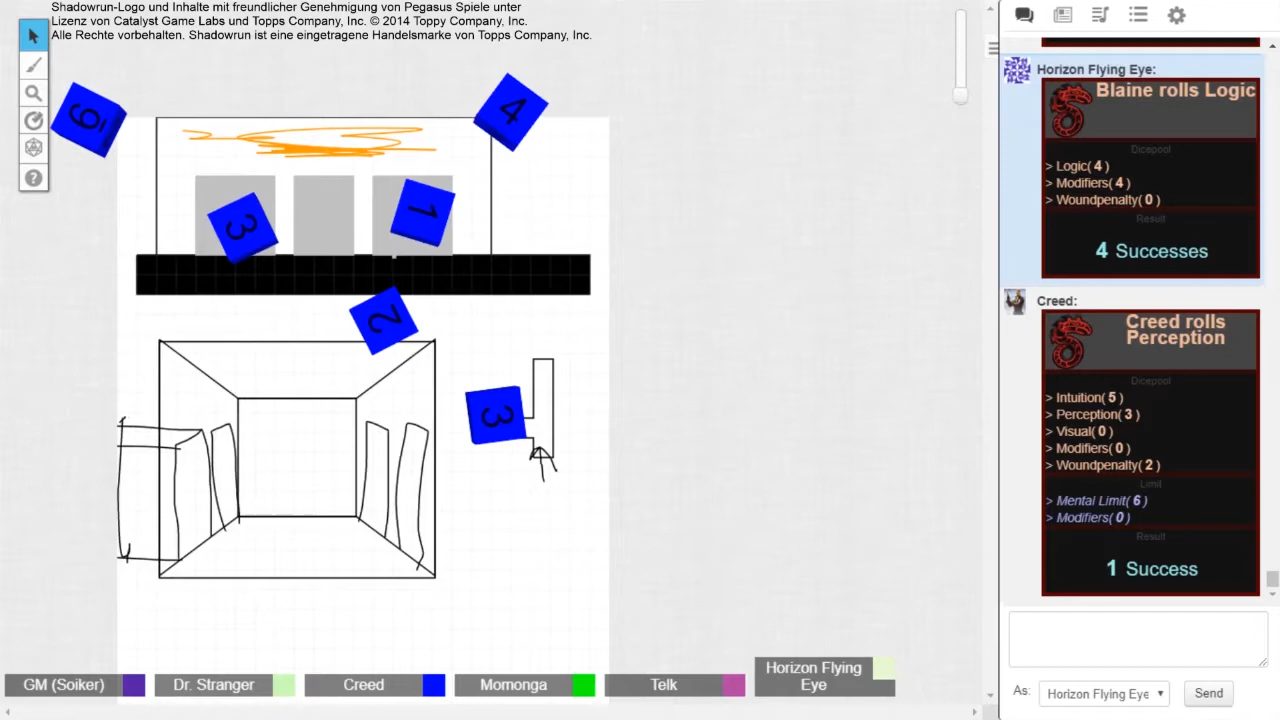 Shadowrun-Logo und Inhalte mit freundlicher Genehmigung von Pegasus Spiele unter
Lizenz von Catalyst Game Labs und Topps Company, Inc. © 2014 Topps Company, Inc.
Alle Rechte vorbehalten. Shadowrun ist eine eingetragene Handelsmarke von Topps Company, Inc.
6
4
3
1
2
3
GM (Soiker)
Dr. Stranger
Creed
Momonga
Telk
Horizon Flying
Eye
Horizon Flying Eye:
Blaine rolls Logic
Dicepool
> Logic( 4 )
> Modifiers( 4 )
> Woundpenalty( 0 )
Result
4 Successes
Creed:
Creed rolls
Perception
Dicepool
> Intuition( 5 )
> Perception( 3 )
> Visual( 0 )
> Modifiers( 0 )
> Woundpenalty( 2 )
Limit
> Mental Limit( 6 )
> Modifiers( 0 )
Result
1 Success
As:
Horizon Flying Eye
Send